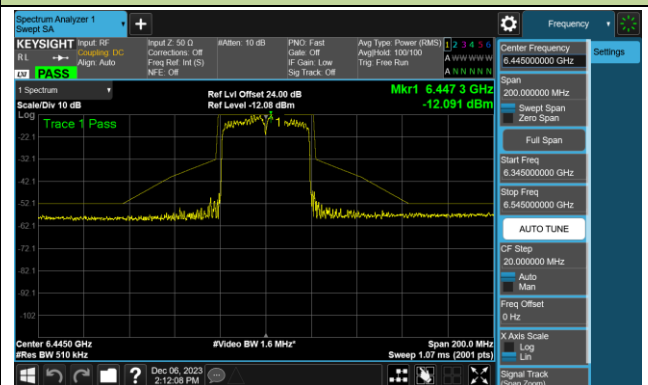 Spectrum Analyzer 1
Swept SA
Frequency
KEYSIGHT
Input: RF
Coupling: DC
Align: Auto
Input Z: 50 Ω
Corrections: Off
Freq Ref: Int (S)
NFE: Off
#Atten: 10 dB
PNO: Fast
Gate: Off
IF Gain: Low
Sig Track: Off
Avg Type: Power (RMS)
Avg|Hold: 100/100
Trig: Free Run
1 2 3 4 5 6
A W W W W W
A N N N N N
RL
LXI PASS
1 Spectrum
Scale/Div 10 dB
Ref Lvl Offset 24.00 dB
Ref Level -12.08 dBm
Mkr1 6.447 3 GHz
-12.091 dBm
Log
Trace 1 Pass
1
-22.1
-32.1
-42.1
-52.1
-62.1
-72.1
-82.1
-92.1
-102
Center 6.4450 GHz
#Res BW 510 kHz
#Video BW 1.6 MHz*
Span 200.0 MHz
Sweep 1.07 ms (2001 pts)
Dec 06, 2023
2:12:08 PM
Center Frequency
6.445000000 GHz
Settings
Span
200.000000 MHz
Swept Span
Zero Span
Full Span
Start Freq
6.345000000 GHz
Stop Freq
6.545000000 GHz
AUTO TUNE
CF Step
20.000000 MHz
Auto
Man
Freq Offset
0 Hz
X Axis Scale
Log
Lin
Signal Track
(Span Zoom)